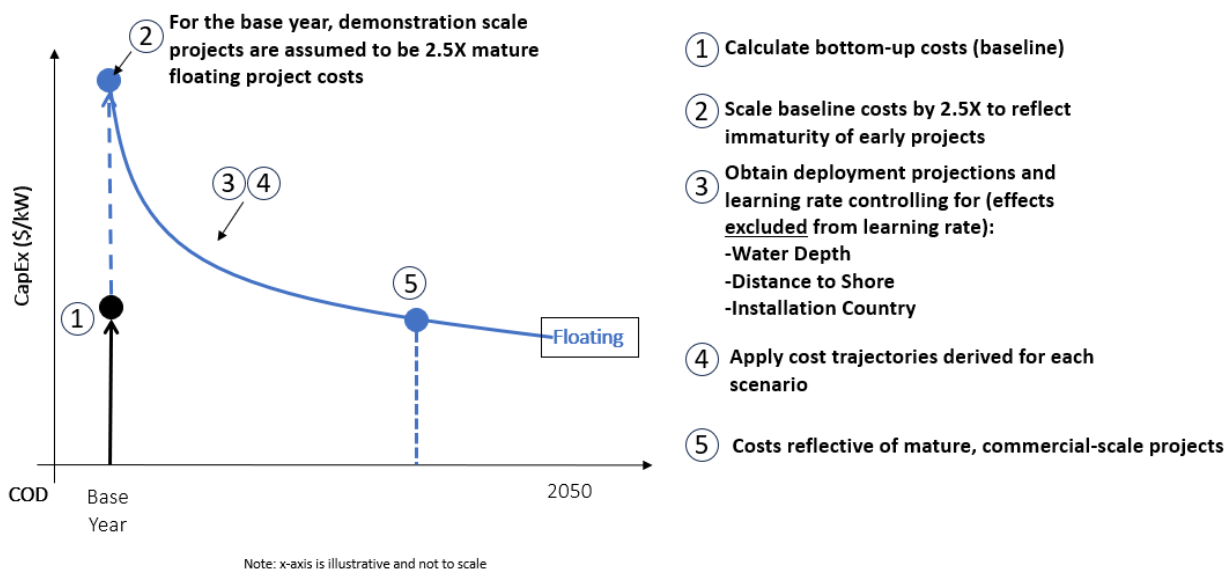 2
For the base year, demonstration scale
projects are assumed to be 2.5X mature
floating project costs
CapEx ($/kW)
1
3 4
5
Floating
COD
Base
Year
2050
Note: x-axis is illustrative and not to scale
1 Calculate bottom-up costs (baseline)
2 Scale baseline costs by 2.5X to reflect
immaturity of early projects
3 Obtain deployment projections and
learning rate controlling for (effects
excluded from learning rate):
-Water Depth
-Distance to Shore
-Installation Country
4 Apply cost trajectories derived for each
scenario
5 Costs reflective of mature, commercial-scale projects